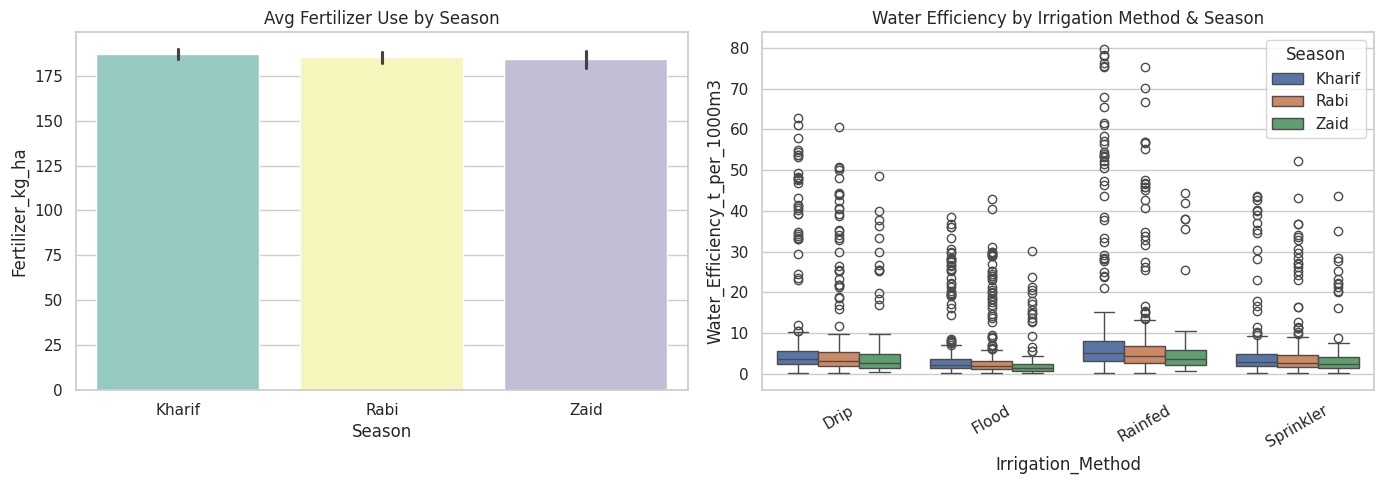 Avg Fertilizer Use by Season
Fertilizer_kg_ha
175
150
125
100
75
50
25
0
Kharif Rabi Zaid
Season
Water Efficiency by Irrigation Method & Season
Water_Efficiency_t_per_1000m3
80
70
60
50
40
30
20
10
0
Season
Kharif
Rabi
Zaid
Drip Flood Rainfed Sprinkler
Irrigation_Method